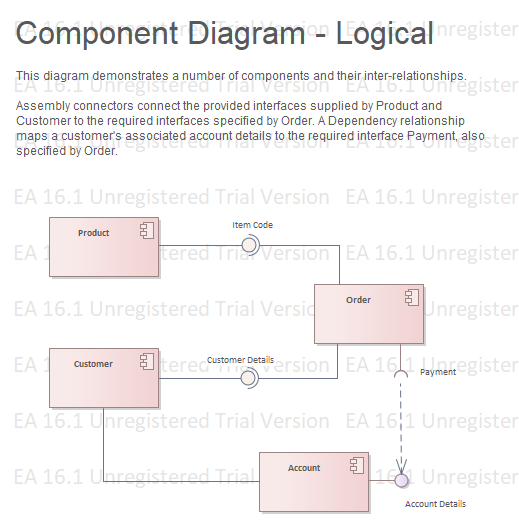 Component Diagram - Logical
This diagram demonstrates a number of components and their inter-relationships.
EA 16.1 Unregistered Trial Version EA 16.1 Unregister
Assembly connectors connect the provided interfaces supplied by Product and
Customer to the required interfaces specified by Order. A Dependency relationship
maps a customer's associated account details to the required interface Payment, also
specified by Order.
EA 16.1 Unregistered Trial Version EA 16.1 Unregister
Item Code
Product
EA 16.1 Unregister
Order
EA 16.1 Unregistered Trial Version
Customer Details
Customer
Payment
EA 16.1 Unregistered Trial Version EA 16.1 Unregister
Account
Account Details